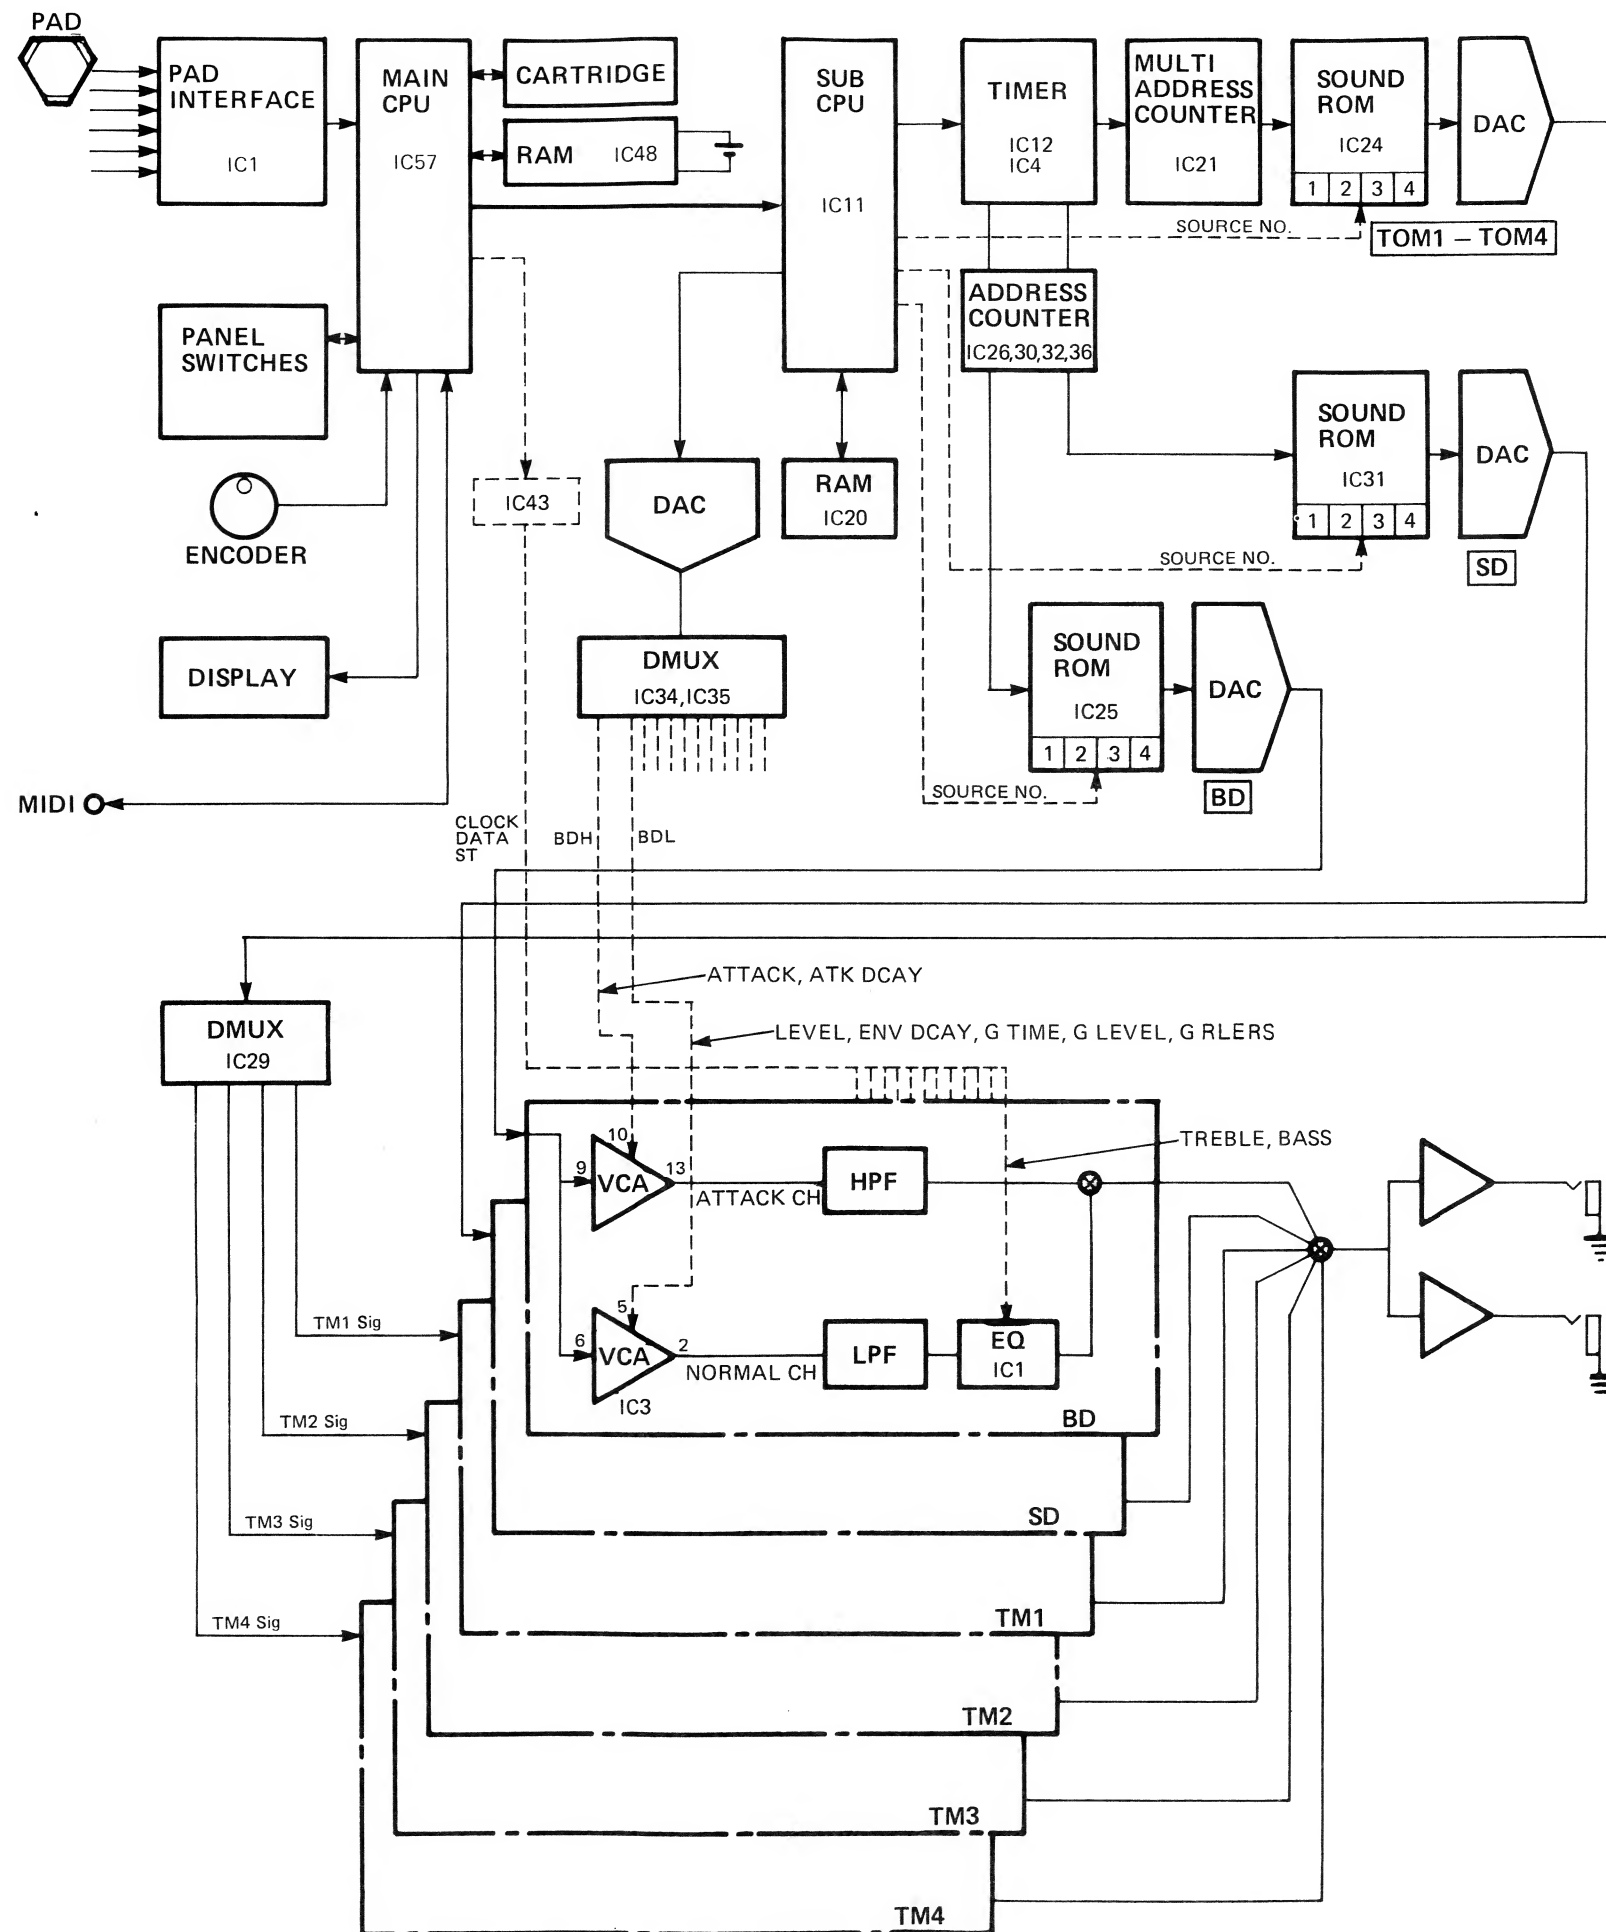 PAD
PAD
INTERFACE
IC1
MAIN
CPU
IC57
CARTRIDGE
RAM IC48
SUB
CPU
IC11
TIMER
IC12
IC4
MULTI
ADDRESS
COUNTER
IC21
SOUND
ROM
IC24
1 2 3 4
DAC
SOURCE NO.
TOM1 – TOM4
ADDRESS
COUNTER
IC26,30,32,36
PANEL
SWITCHES
ENCODER
IC43
DAC
RAM
IC20
SOUND
ROM
IC31
1 2 3 4
DAC
SOURCE NO.
SD
DISPLAY
DMUX
IC34,IC35
SOUND
ROM
IC25
1 2 3 4
DAC
SOURCE NO.
BD
MIDI
CLOCK
DATA
ST
BDH
BDL
ATTACK, ATK DCAY
LEVEL, ENV DCAY, G TIME, G LEVEL, G RLERS
DMUX
IC29
TREBLE, BASS
10
9
VCA
13
ATTACK CH
HPF
5
6
VCA
2
NORMAL CH
IC3
LPF
EQ
IC1
BD
TM1 Sig
TM2 Sig
TM3 Sig
TM4 Sig
SD
TM1
TM2
TM3
TM4